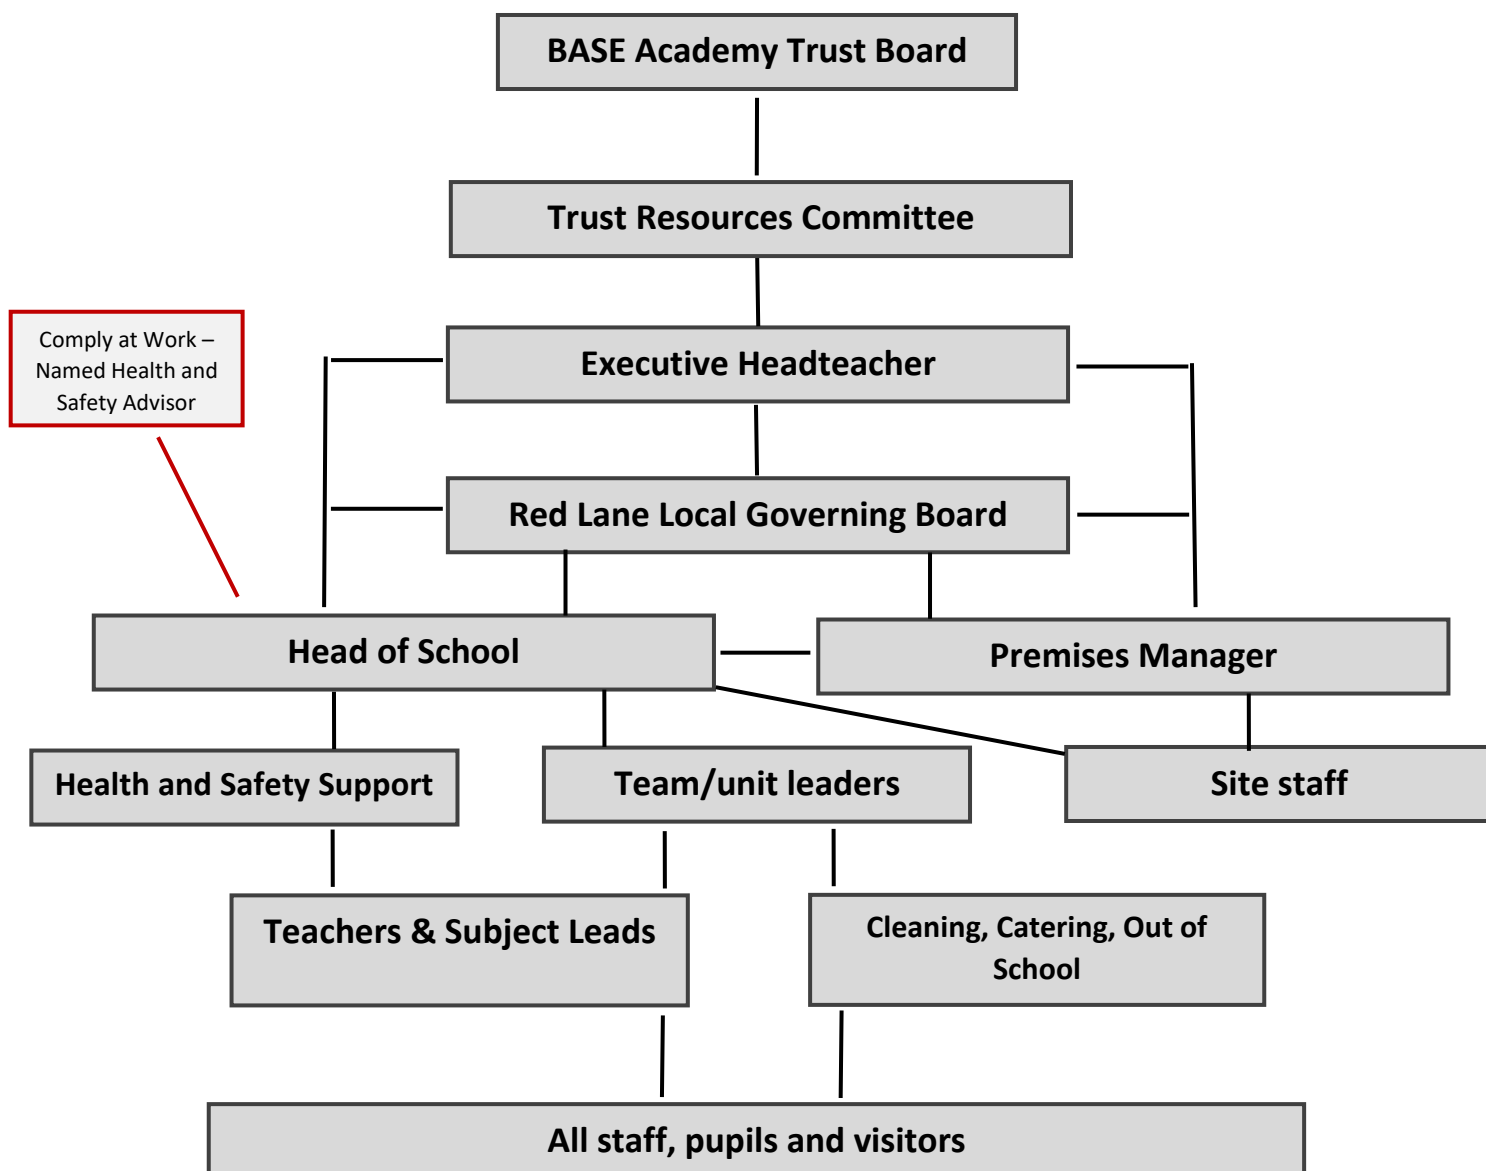 BASE Academy Trust Board
Trust Resources Committee
Comply at Work –
Named Health and
Safety Advisor
Executive Headteacher
Red Lane Local Governing Board
Head of School
Premises Manager
Health and Safety Support
Team/unit leaders
Site staff
Teachers & Subject Leads
Cleaning, Catering, Out of
School
All staff, pupils and visitors